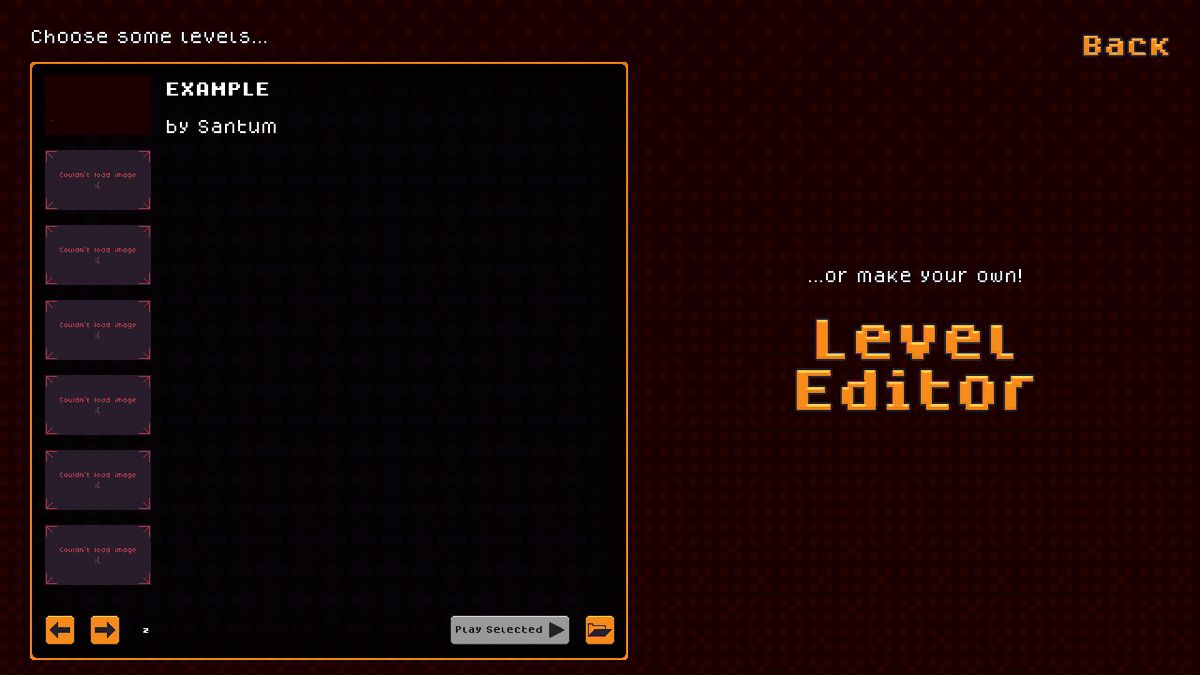 Choose some levels...
Back
EXAMPLE
by Santum
Couldn't load image
:(
Couldn't load image
:(
Couldn't load image
:(
Couldn't load image
:(
Couldn't load image
:(
Couldn't load image
:(
...or make your own!
Level
Editor
2
Play Selected